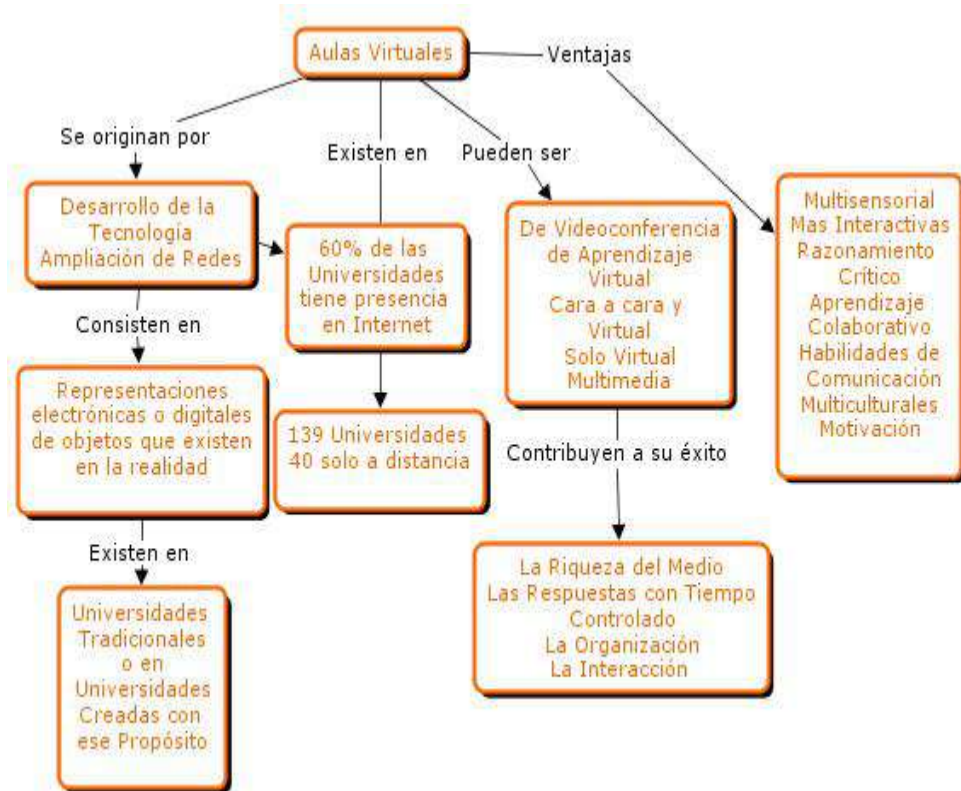 Aulas Virtuales
Ventajas
Se originan por
Existen en
Pueden ser
Desarrollo de la
Tecnología
Ampliación de Redes
60% de las
Universidades
tiene presencia
en Internet
De Videoconferencia
de Aprendizaje
Virtual
Cara a cara y
Virtual
Solo Virtual
Multimedia
Multisensorial
Mas Interactivas
Razonamiento
Crítico
Aprendizaje
Colaborativo
Habilidades de
Comunicación
Multiculturales
Motivación
Consisten en
Representaciones
electrónicas o digitales
de objetos que existen
en la realidad
139 Universidades
40 solo a distancia
Contribuyen a su éxito
Existen en
Universidades
Tradicionales
o en
Universidades
Creadas con
ese Propósito
La Riqueza del Medio
Las Respuestas con Tiempo
Controlado
La Organización
La Interacción